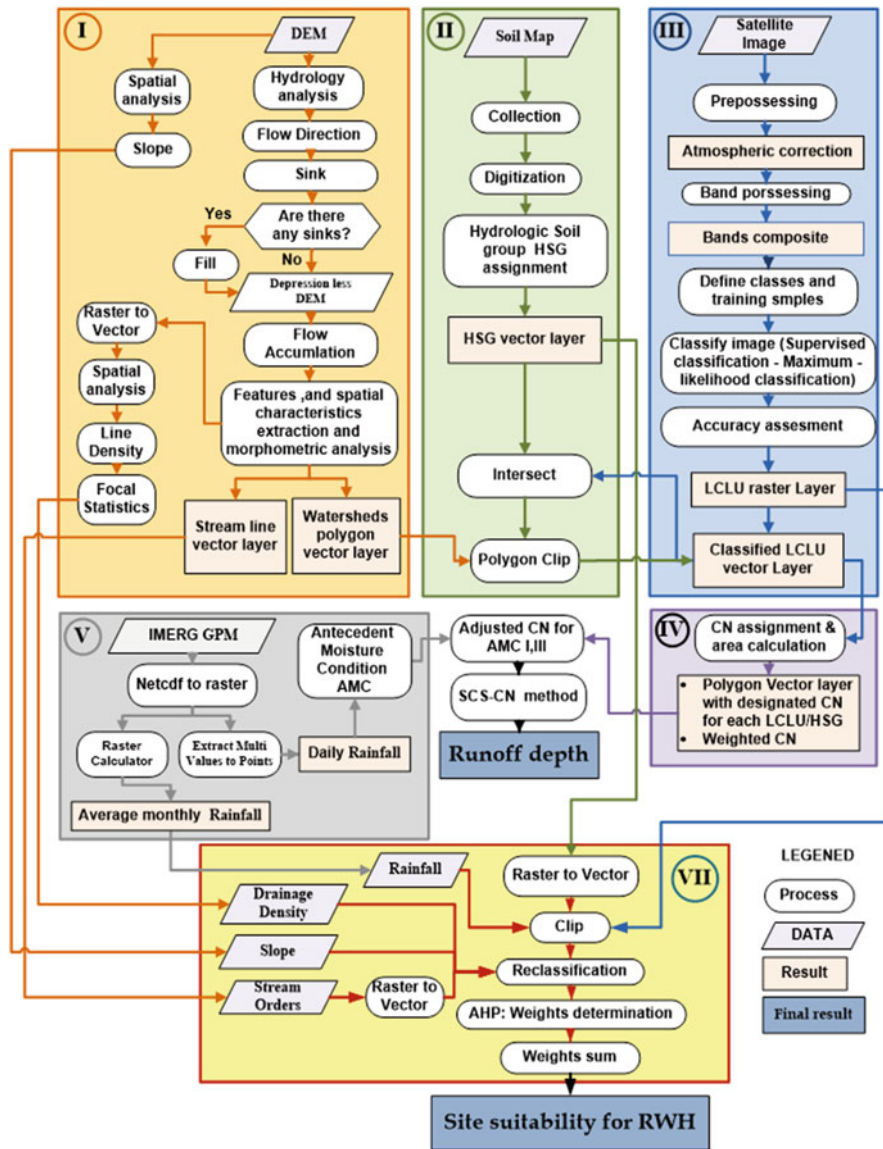 I
DEM
Spatial
analysis
Slope
Hydrology
analysis
Flow Direction
Sink
Are there
any sinks?
Yes
No
Fill
Depression less
DEM
Flow
Accumlation
Raster to
Vector
Spatial
analysis
Line
Density
Focal
Statistics
Features ,and spatial
characteristics
extraction and
morphometric analysis
Stream line
vector layer
Watersheds
polygon
vector layer
II
Soil Map
Collection
Digitization
Hydrologic Soil
group HSG
assignment
HSG vector layer
Intersect
Polygon Clip
III
Satellite
Image
Prepossessing
Atmospheric correction
Band porssessing
Bands composite
Define classes and
training smples
Classify image (Supervised
classification - Maximum -
likelihood classification)
Accuracy assesment
LCLU raster Layer
Classified LCLU
vector Layer
V
IMERG GPM
Netcdf to raster
Raster
Calculator
Extract Multi
Values to Points
Average monthly Rainfall
Daily Rainfall
Antecedent
Moisture
Condition
AMC
Adjusted CN for
AMC I,III
SCS-CN method
Runoff depth
IV
CN assignment &
area calculation
• Polygon Vector layer
with designated CN
for each LCLU/HSG
• Weighted CN
VII
Rainfall
Drainage
Density
Slope
Stream
Orders
Raster to
Vector
Raster to Vector
Clip
Reclassification
AHP: Weights determination
Weights sum
Site suitability for RWH
LEGENED
Process
DATA
Result
Final result